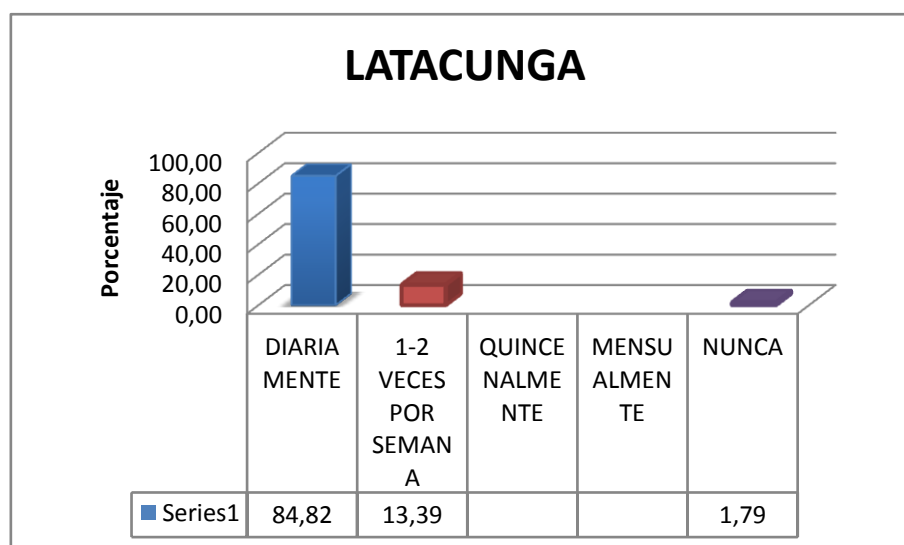 LATACUNGA
Porcentaje
100,00
80,00
60,00
40,00
20,00
0,00
DIARIA
MENTE
1-2
VECES
POR
SEMAN
A
QUINCE
NALME
NTE
MENSU
ALMEN
TE
NUNCA
Series1 84,82 13,39 1,79